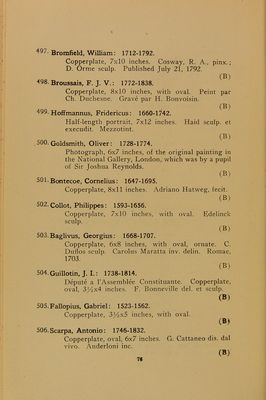 497. Bromfield, William: 1712-1792.
Copperplate, 7x10 inches. Cosway, R. A., pinx.;
D. Orme sculp. Published July 21, 1792.
(B)
498. Broussais, F. J. V.: 1772-1838.
Copperplate, 8x10 inches, with oval. Peint par
Ch. Duchesne. Gravé par H. Bonvoisin.
(B)
499. Hoffmannus, Fridericus: 1660-1742.
Half-length portrait, 7x12 inches. Haid sculp. et
execudit. Mezzotint.
(B)
500. Goldsmith, Oliver: 1728-1774.
Photograph, 6x7 inches, of the original painting in
the National Gallery, London, which was by a pupil
of Sir Joshua Reynolds.
(B)
501. Bontecoe, Cornelius: 1647-1695.
Copperplate, 8x11 inches. Adriano Hatweg, fecit.
(B)
502. Collot, Philippes: 1593-1656.
Copperplate, 7x10 inches, with oval. Edelinck
sculp.
(B)
503. Baglivus, Georgius: 1668-1707.
Copperplate, 6x8 inches, with oval, ornate. C.
Duflos sculp. Carolus Maratta inv. delin. Romae,
1703.
(B)
504. Guillotin, J. I.: 1738-1814.
Député a l'Assemblée Constituante. Copperplate,
oval, 3½x4 inches. F. Bonneville del. et sculp.
(B)
505. Fallopius, Gabriel: 1523-1562.
Copperplate, 3½x5 inches, with oval.
(B)
506. Scarpa, Antonio: 1746-1832.
Copperplate, oval, 6x7 inches. G. Cattaneo dis. dal
vivo. Anderloni inc.
(B)
76